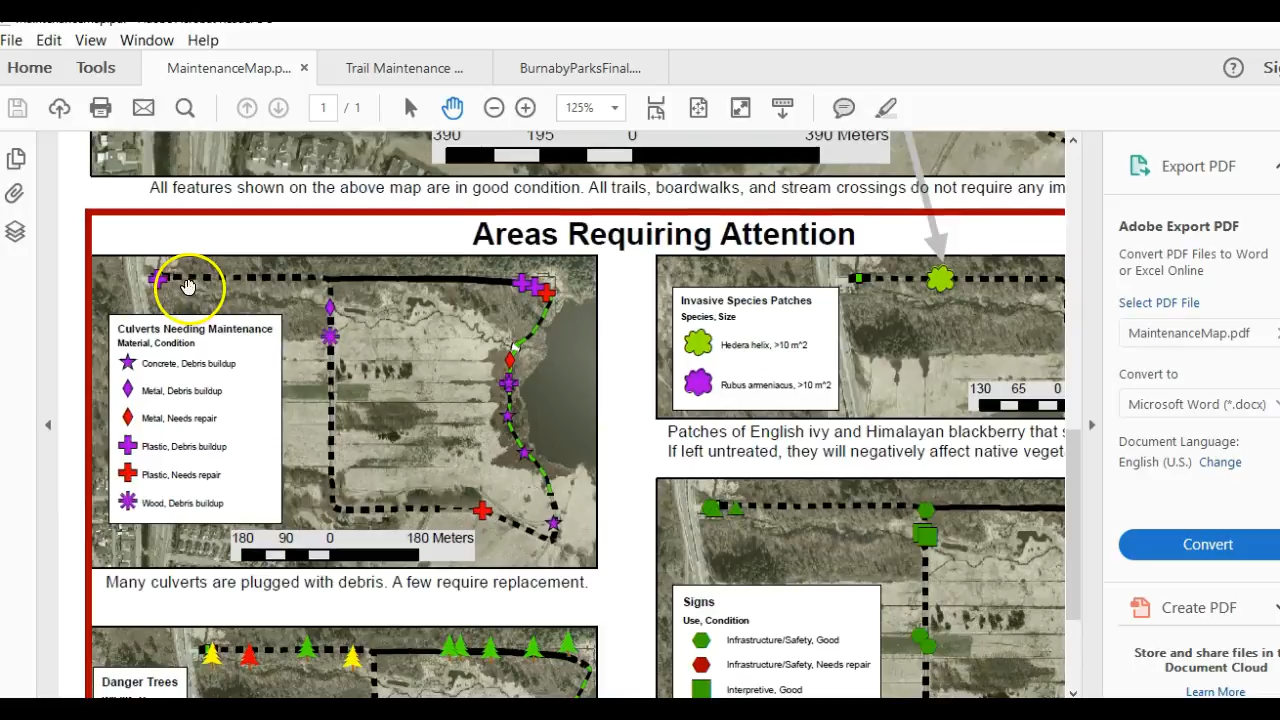 File Edit View Window Help
Home Tools MaintenanceMap.p... × Trail Maintenance ... BurnabyParksFinal....
1 / 1 125%
390 195 0 390 Meters
All features shown on the above map are in good condition. All trails, boardwalks, and stream crossings do not require any im
Areas Requiring Attention
Culverts Needing Maintenance
Material, Condition
Concrete, Debris buildup
Metal, Debris buildup
Metal, Needs repair
Plastic, Debris buildup
Plastic, Needs repair
Wood, Debris buildup
180 90 0 180 Meters
Many culverts are plugged with debris. A few require replacement.
Danger Trees
Invasive Species Patches
Species, Size
Hedera helix, >10 m^2
Rubus armeniacus, >10 m^2
130 65 0
Patches of English ivy and Himalayan blackberry that
If left untreated, they will negatively affect native veget
Signs
Use, Condition
Infrastructure/Safety, Good
Infrastructure/Safety, Needs repair
Interpretive, Good
Export PDF
Adobe Export PDF
Convert PDF Files to Word
or Excel Online
Select PDF File
MaintenanceMap.pdf
Convert to
Microsoft Word (*.docx)
Document Language:
English (U.S.) Change
Convert
Create PDF
Store and share files in t
Document Cloud
Learn More